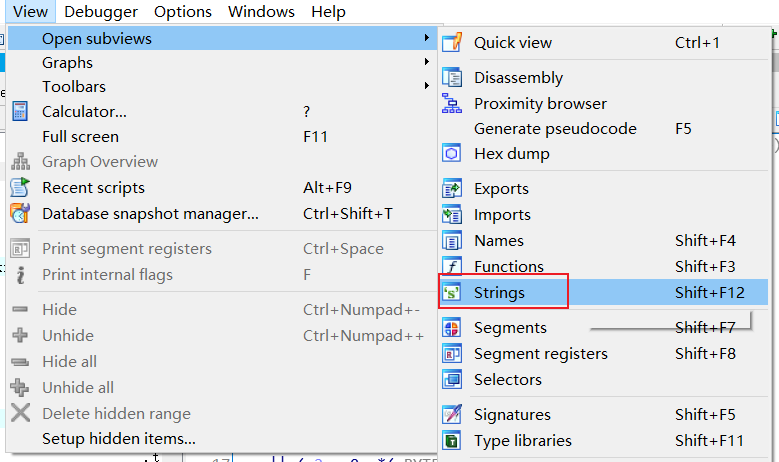 View Debugger Options Windows Help
Open subviews
Graphs
Toolbars
Calculator... ?
Full screen F11
Graph Overview
Recent scripts Alt+F9
Database snapshot manager... Ctrl+Shift+T
Print segment registers Ctrl+Space
Print internal flags F
Hide Ctrl+Numpad+-
Unhide Ctrl+Numpad++
Hide all
Unhide all
Delete hidden range
Setup hidden items...
Quick view Ctrl+1
Disassembly
Proximity browser
Generate pseudocode F5
Hex dump
Exports
Imports
Names Shift+F4
Functions Shift+F3
Strings Shift+F12
Segments Shift+F7
Segment registers Shift+F8
Selectors
Signatures Shift+F5
Type libraries Shift+F11